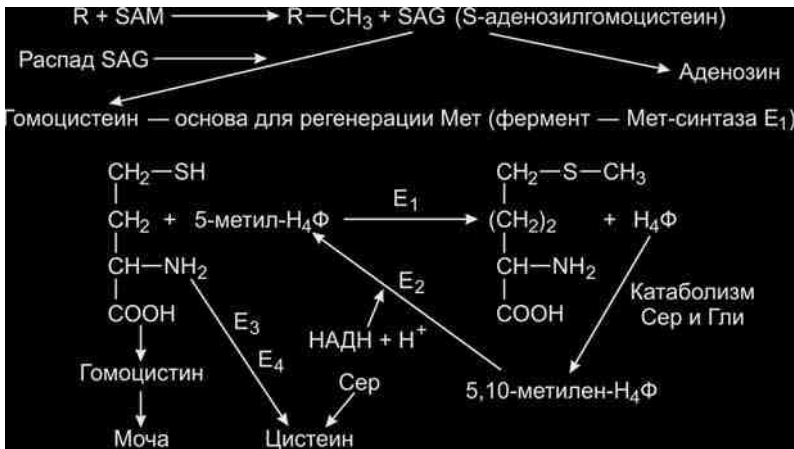 R + SAM → R—CH₃ + SAG (S-аденозилгомоцистеин)
Распад SAG
Аденозин
Гомоцистеин — основа для регенерации Мет (фермент — Мет-синтаза E₁)
CH₂—SH
CH₂—S—CH₃
E₁
CH₂ + 5-метил-H₄Ф → (CH₂)₂ + H₄Ф
CH—NH₂
E₂
CH—NH₂
Катаболизм
Сер и Гли
COOH
COOH
E₃
НАДН + H⁺
E₄
Гомоцистин
Сер
5,10-метилен-H₄Ф
Моча
Цистеин